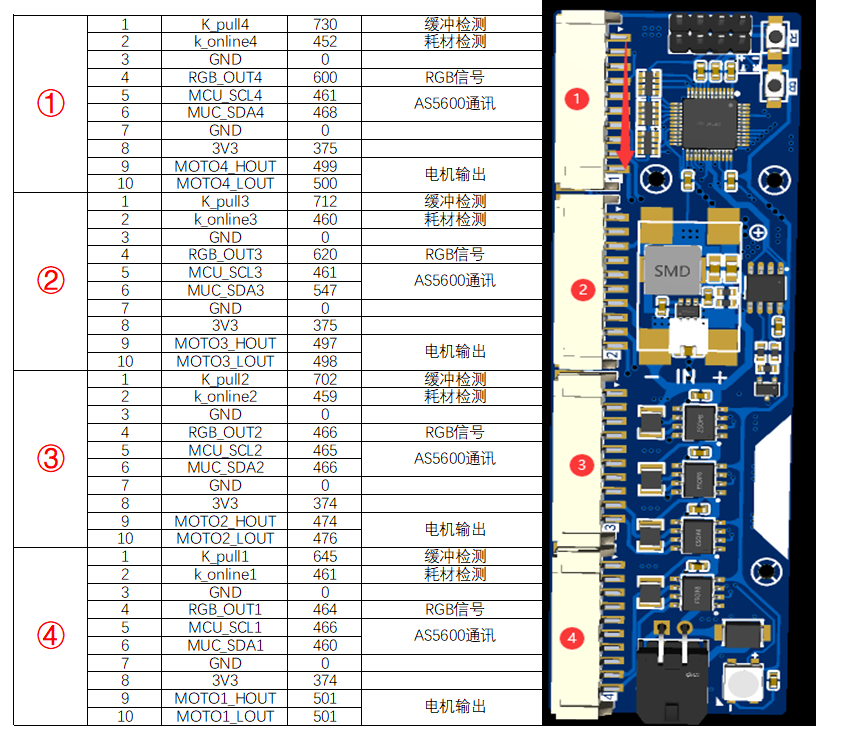 ①
1 K_pull4 730 缓冲检测
2 k_online4 452 耗材检测
3 GND 0
4 RGB_OUT4 600 RGB信号
5 MCU_SCL4 461 AS5600通讯
6 MUC_SDA4 468
7 GND 0
8 3V3 375
9 MOTO4_HOUT 499 电机输出
10 MOTO4_LOUT 500
②
1 K_pull3 712 缓冲检测
2 k_online3 460 耗材检测
3 GND 0
4 RGB_OUT3 620 RGB信号
5 MCU_SCL3 461 AS5600通讯
6 MUC_SDA3 547
7 GND 0
8 3V3 375
9 MOTO3_HOUT 497 电机输出
10 MOTO3_LOUT 498
③
1 K_pull2 702 缓冲检测
2 k_online2 459 耗材检测
3 GND 0
4 RGB_OUT2 466 RGB信号
5 MCU_SCL2 465 AS5600通讯
6 MUC_SDA2 466
7 GND 0
8 3V3 374
9 MOTO2_HOUT 474 电机输出
10 MOTO2_LOUT 476
④
1 K_pull1 645 缓冲检测
2 k_online1 461 耗材检测
3 GND 0
4 RGB_OUT1 464 RGB信号
5 MCU_SCL1 466 AS5600通讯
6 MUC_SDA1 460
7 GND 0
8 3V3 374
9 MOTO1_HOUT 501 电机输出
10 MOTO1_LOUT 501
1
1
2
SMD
2
− IN +
3
3
4
4